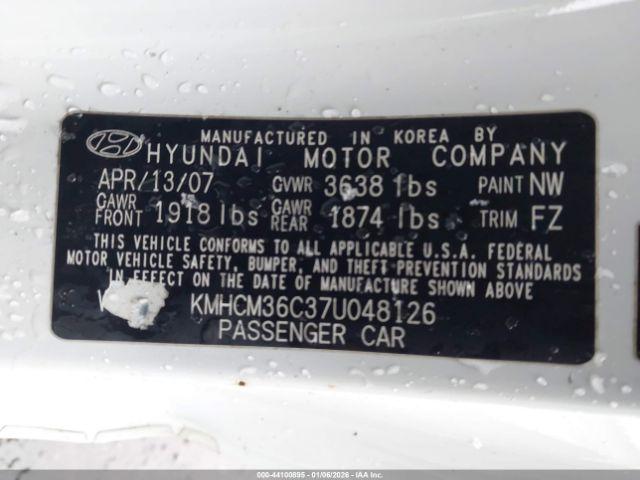 MANUFACTURED IN KOREA BY
HYUNDAI MOTOR COMPANY
APR/13/07 GVWR 3638 lbs PAINT NW
GAWR FRONT 1918 lbs GAWR REAR 1874 lbs TRIM FZ
THIS VEHICLE CONFORMS TO ALL APPLICABLE U.S.A. FEDERAL
MOTOR VEHICLE SAFETY, BUMPER, AND THEFT PREVENTION STANDARDS
IN EFFECT ON THE DATE OF MANUFACTURE SHOWN ABOVE
KMHCM36C37U048126
PASSENGER CAR
000-44100895 - 01/06/2026 - IAA Inc.